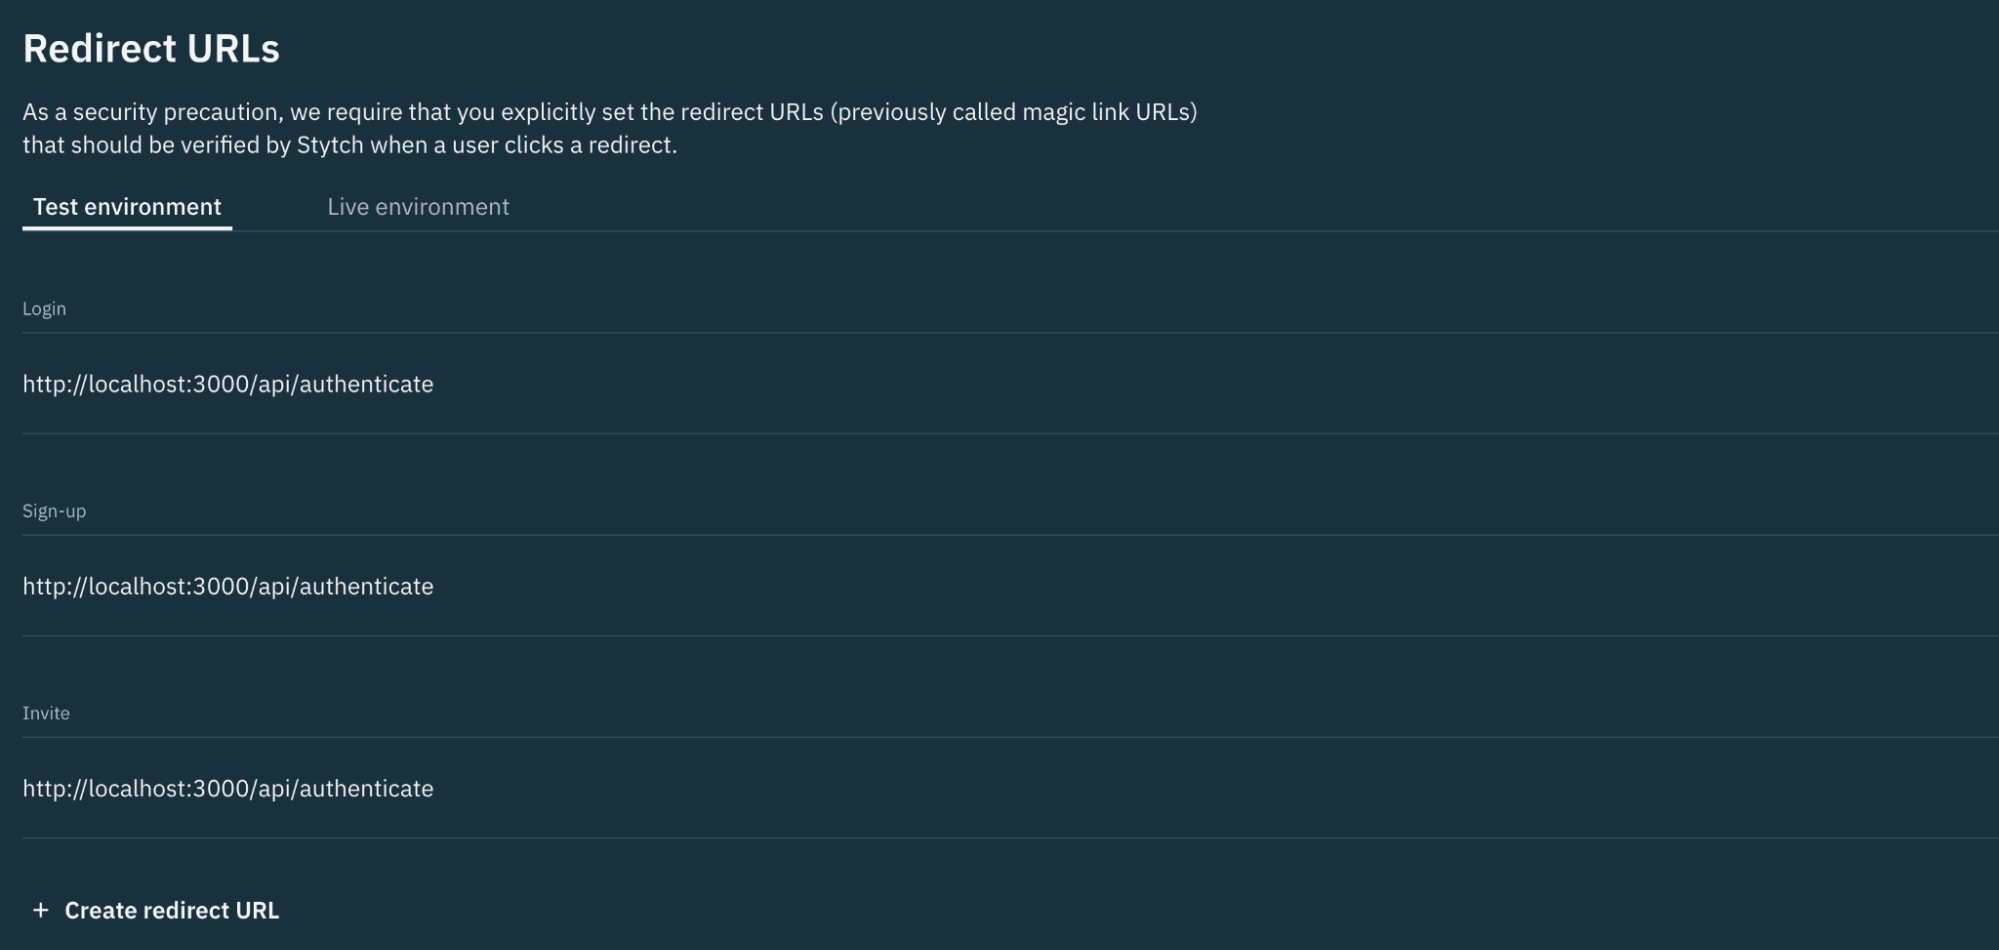 Redirect URLs
As a security precaution, we require that you explicitly set the redirect URLs (previously called magic link URLs)
that should be verified by Stytch when a user clicks a redirect.
Test environment
Live environment
Login
http://localhost:3000/api/authenticate
Sign-up
http://localhost:3000/api/authenticate
Invite
http://localhost:3000/api/authenticate
+ Create redirect URL